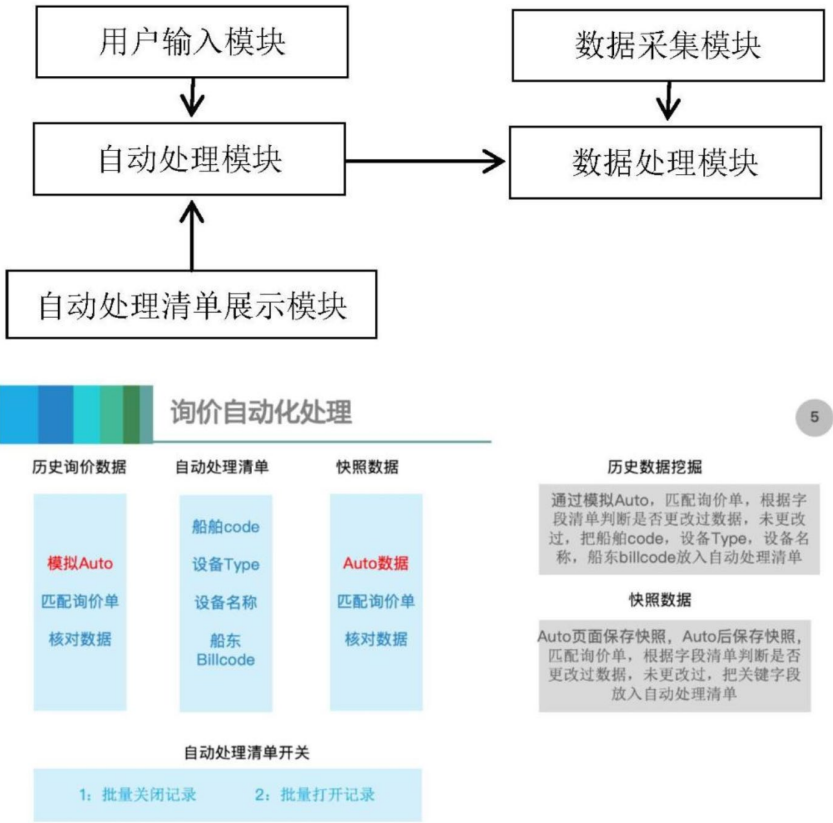 用户输入模块
数据采集模块
自动处理模块
数据处理模块
自动处理清单展示模块
询价自动化处理
5
历史询价数据
模拟Auto
匹配询价单
核对数据
自动处理清单
船舶code
设备Type
设备名称
船东
Billcode
快照数据
Auto数据
匹配询价单
核对数据
历史数据挖掘
通过模拟Auto，匹配询价单，根据字
段清单判断是否更改过数据，未更改
过，把船舶code，设备Type，设备名
称，船东billcode放入自动处理清单
快照数据
Auto页面保存快照，Auto后保存快照，
匹配询价单，根据字段清单判断是否
更改过数据，未更改过，把关键字段
放入自动处理清单
自动处理清单开关
1：批量关闭记录
2：批量打开记录